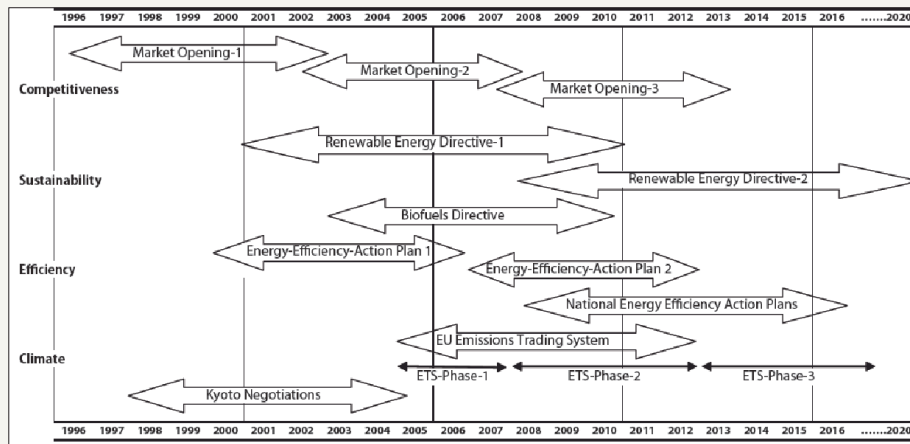 1996 1997 1998 1999 2000 2001 2002 2003 2004 2005 2006 2007 2008 2009 2010 2011 2012 2013 2014 2015 2016 .......2020
Market Opening-1
Market Opening-2
Competitiveness
Market Opening-3
Renewable Energy Directive-1
Sustainability
Renewable Energy Directive-2
Biofuels Directive
Energy-Efficiency-Action Plan 1
Efficiency
Energy-Efficiency-Action Plan 2
National Energy Efficiency Action Plans
EU Emissions Trading System
Climate
ETS-Phase-1 ETS-Phase-2 ETS-Phase-3
Kyoto Negotiations
1996 1997 1998 1999 2000 2001 2002 2003 2004 2005 2006 2007 2008 2009 2010 2011 2012 2013 2014 2015 2016 .......2020